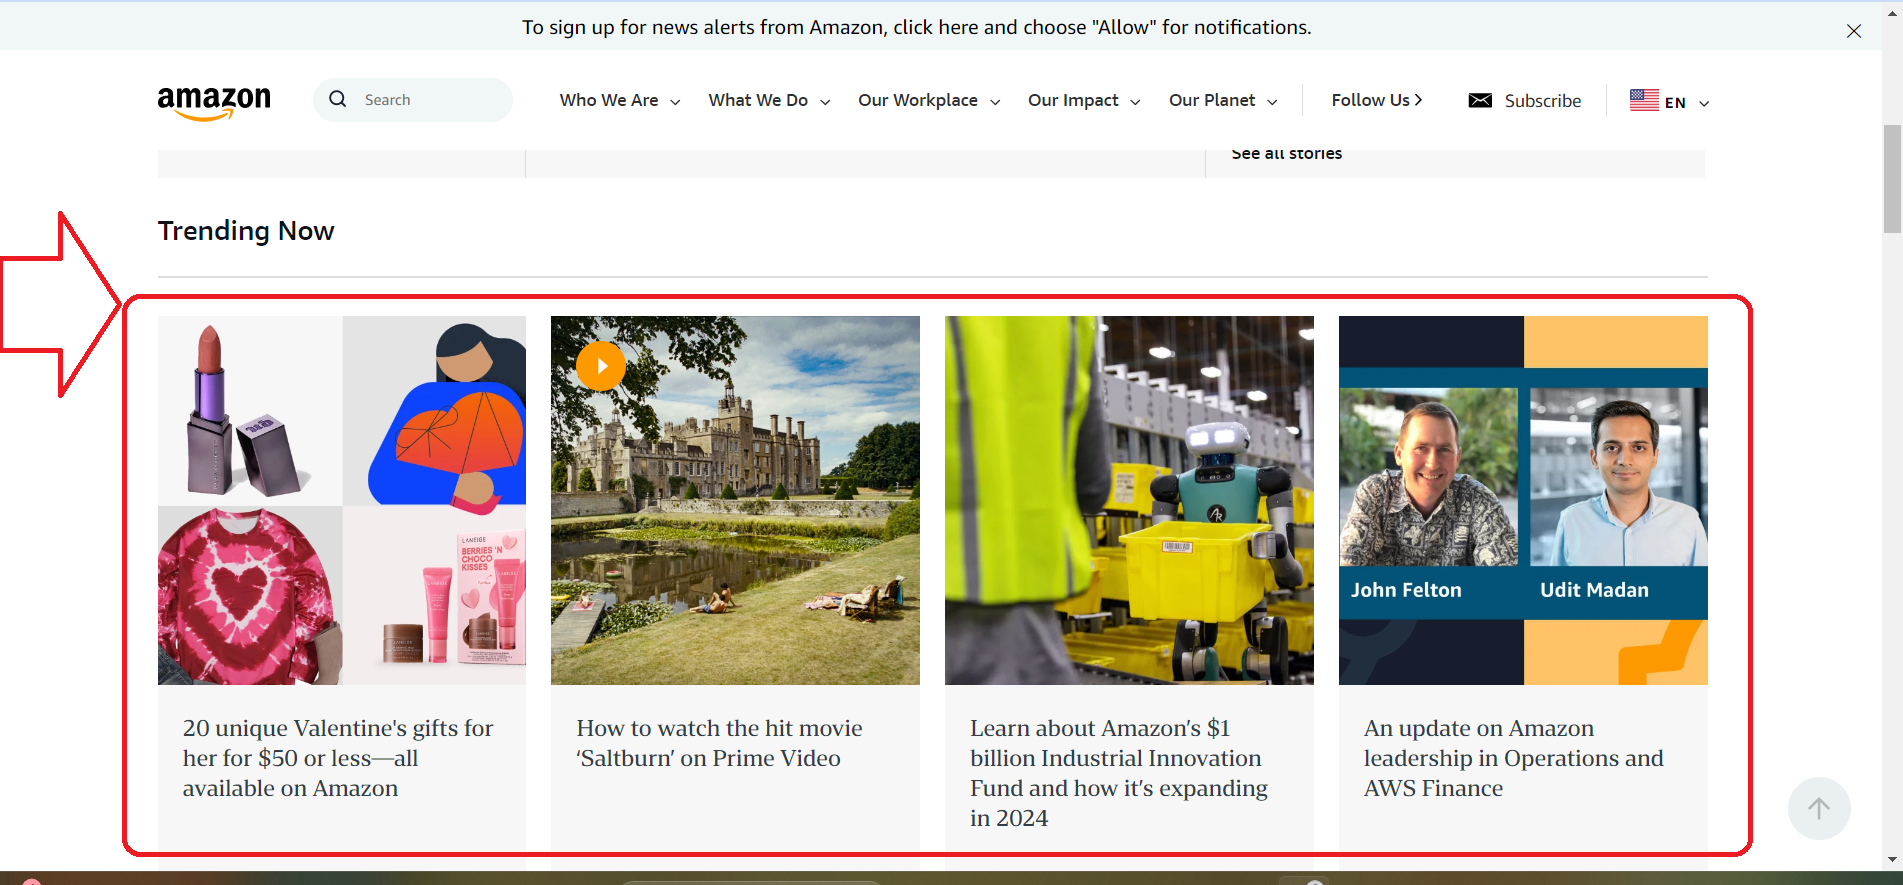 To sign up for news alerts from Amazon, click here and choose "Allow" for notifications.
amazon
Search
Who We Are
What We Do
Our Workplace
Our Impact
Our Planet
Follow Us
Subscribe
EN
See all stories
Trending Now
LANEIGE
BERRIES 'N
CHOCO
KISSES
John Felton
Udit Madan
20 unique Valentine's gifts for
her for $50 or less—all
available on Amazon
How to watch the hit movie
‘Saltburn’ on Prime Video
Learn about Amazon’s $1
billion Industrial Innovation
Fund and how it’s expanding
in 2024
An update on Amazon
leadership in Operations and
AWS Finance